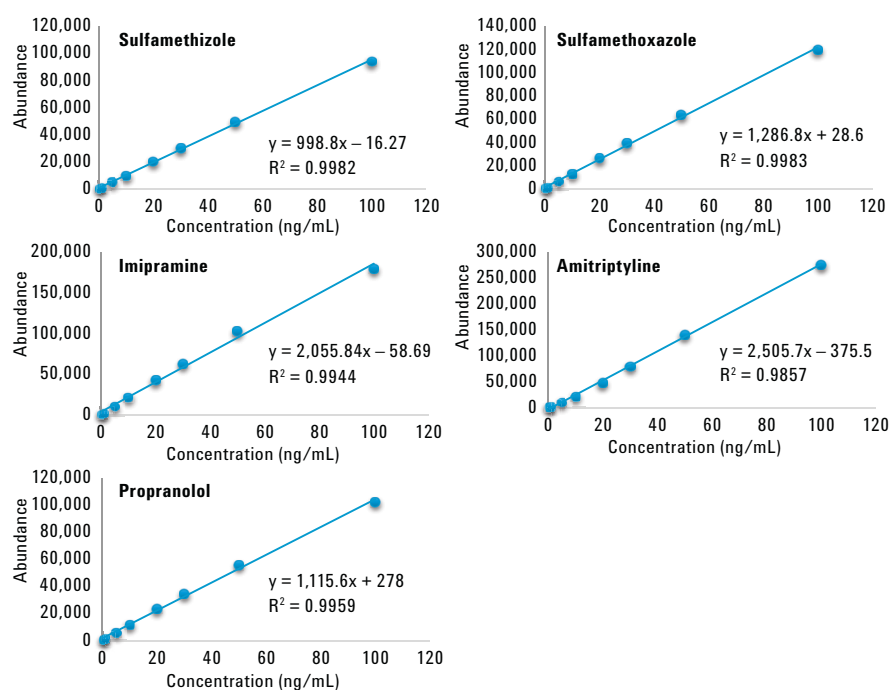 Sulfamethizole
Abundance
120,000
100,000
80,000
60,000
40,000
20,000
0
y = 998.8x – 16.27
R² = 0.9982
0 20 40 60 80 100 120
Concentration (ng/mL)
Sulfamethoxazole
Abundance
140,000
120,000
100,000
80,000
60,000
40,000
20,000
0
y = 1,286.8x + 28.6
R² = 0.9983
0 20 40 60 80 100 120
Concentration (ng/mL)
Imipramine
Abundance
200,000
150,000
100,000
50,000
0
y = 2,055.84x – 58.69
R² = 0.9944
0 20 40 60 80 100 120
Concentration (ng/mL)
Amitriptyline
Abundance
300,000
250,000
200,000
150,000
100,000
50,000
0
y = 2,505.7x – 375.5
R² = 0.9857
0 20 40 60 80 100 120
Concentration (ng/mL)
Propranolol
Abundance
120,000
100,000
80,000
60,000
40,000
20,000
0
y = 1,115.6x + 278
R² = 0.9959
0 20 40 60 80 100 120
Concentration (ng/mL)